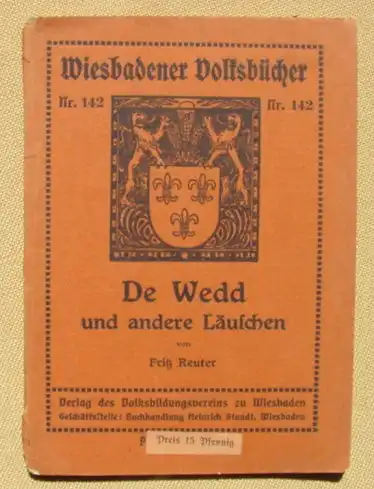 Wiesbadener Volksbücher
Nr. 142 Nr. 142
De Wedd
und andere Läuschen
von
Fritz Reuter
Verlag des Volksbildungsvereins zu Wiesbaden
Geschäftsstelle: Buchhandlung Heinrich Staadt, Wiesbaden
Preis 15 Pfennig